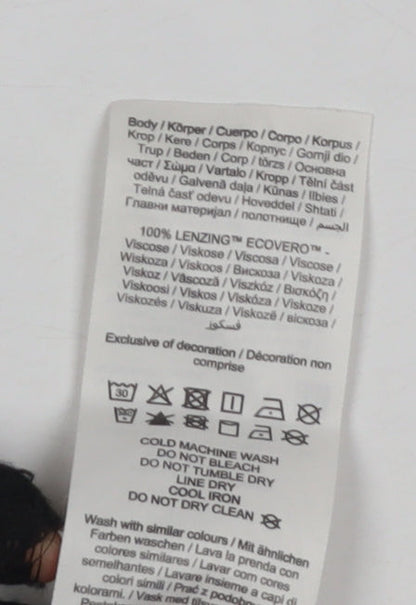 Body / Körper / Cuerpo / Corpo / Korpus /
Krop / Kere / Corps / Корпус / Gornji dio /
Trup / Beden / Corp / törzs / Основна
част / Σώμα / Vartalo / Kropp / Tělní část
oděvu / Galvenā daļa / Kūnas / Ilbies /
Telná časť odevu / Hoveddel / Shtati /
Главни материјал / полотнище / الجسم
100% LENZING™ ECOVERO™ -
Viscose / Viskose / Viscosa / Viscose /
Wiskoza / Viskoos / Вискоза / Viskoza /
Viskoz / Vâscoză / Viszkóz / Βισκόζη /
Viskoosi / Viskos / Viskóza / Viskoze /
Viskozės / Viskuza / Viskozë / віскоза /
فسكوز
Exclusive of decoration / Décoration non
comprise
30
COLD MACHINE WASH
DO NOT BLEACH
DO NOT TUMBLE DRY
LINE DRY
COOL IRON
DO NOT DRY CLEAN
Wash with similar colours / Mit ähnlichen
Farben waschen / Lava la prenda con
colores similares / Lavar com cores
semelhantes / Lavare insieme a capi di
colori simili / Prać z podobnymi
kolorami. / Vask med